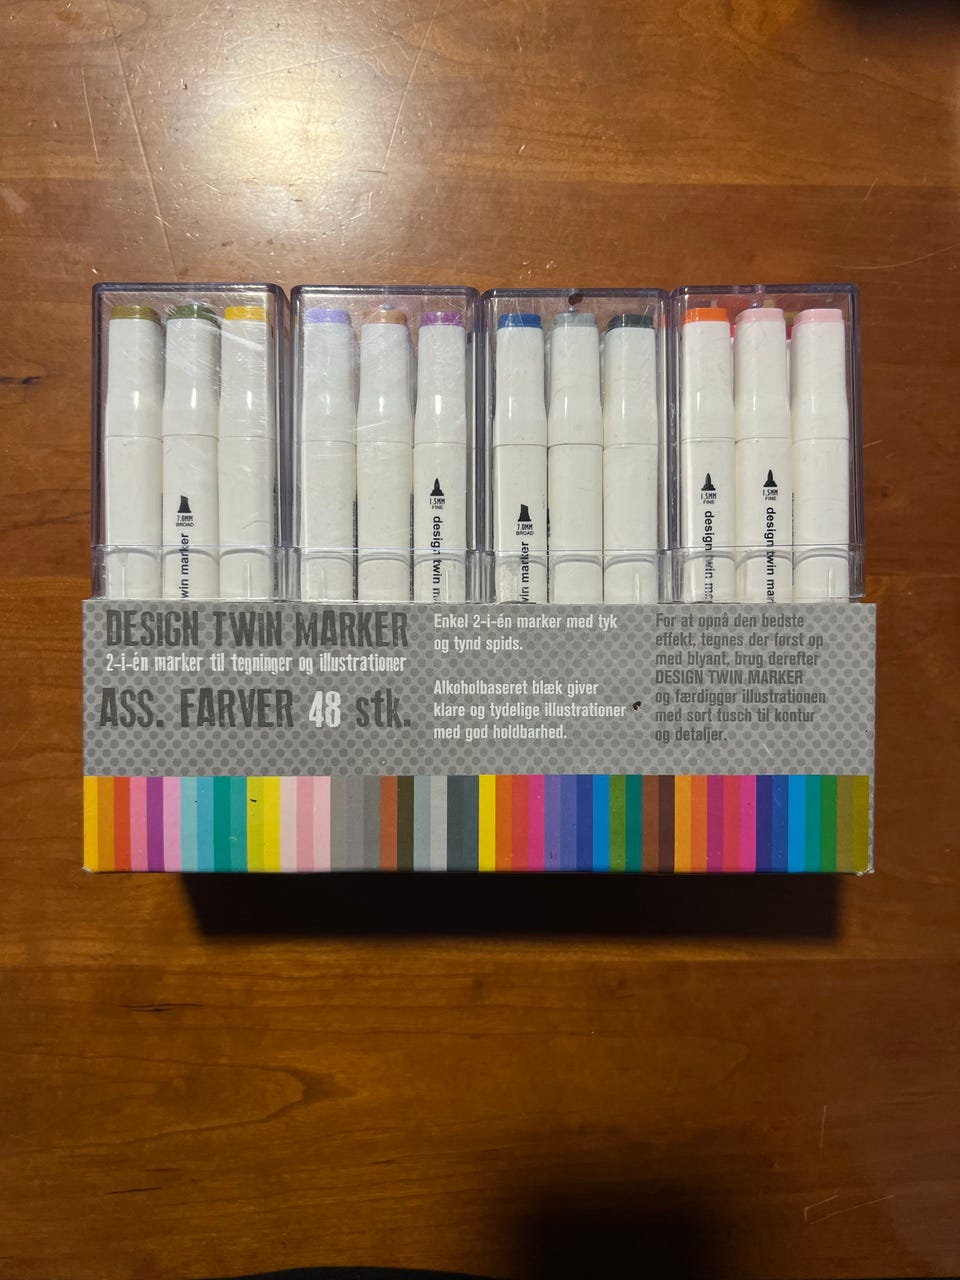 7.0MM
BROAD
win marker
1.5MM
FINE
design twin m
7.0MM
BROAD
win marker
1.5MM
FINE
design twin ma
1.5MM
FINE
design twin ma
DESIGN TWIN MARKER
2-i-én marker til tegninger og illustrationer
ASS. FARVER 48 stk.
Enkel 2-i-én marker med tyk
og tynd spids.
Alkoholbaseret blæk giver
klare og tydelige illustrationer
med god holdbarhed.
For at opnå den bedste
effekt, tegnes der først op
med blyant, brug derefter
DESIGN TWIN MARKER
og færdiggør illustrationen
med sort tusch til kontur
og detaljer.